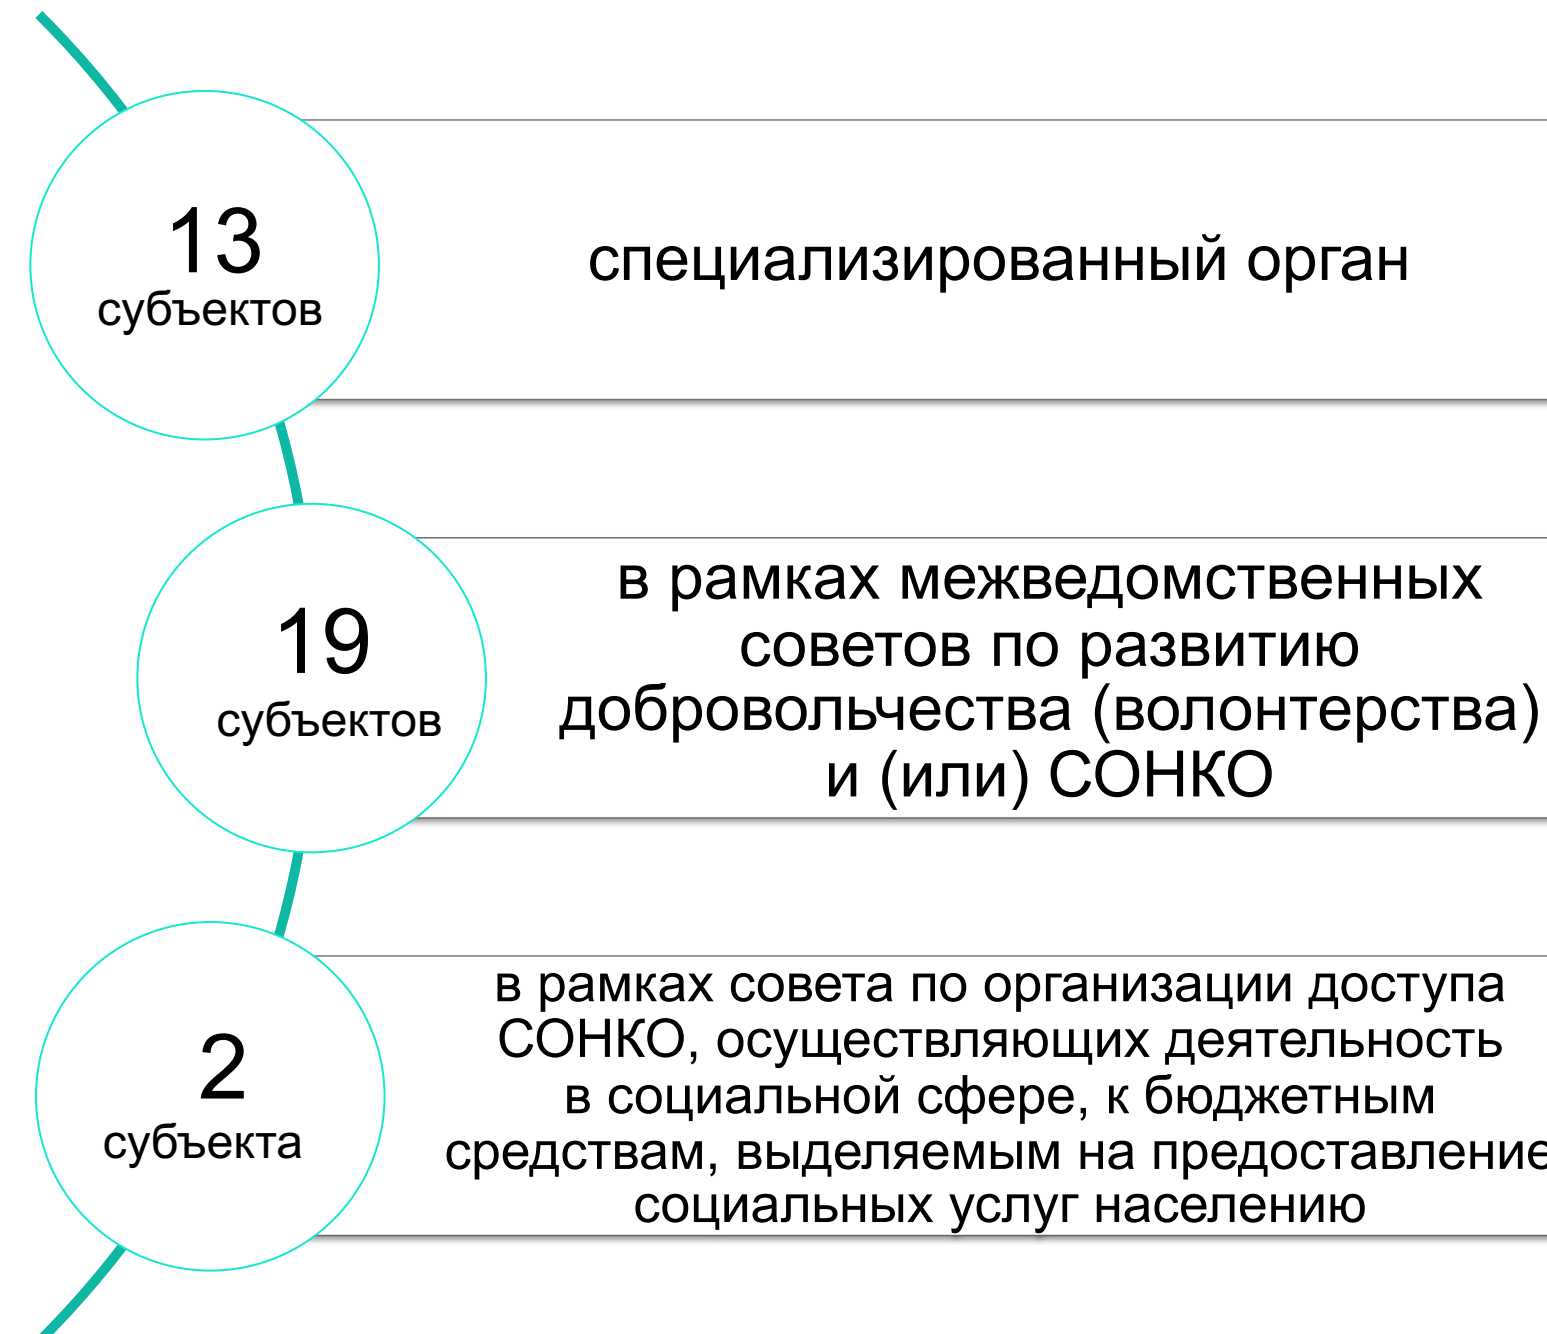 13
субъектов
специализированный орган
19
субъектов
в рамках межведомственных
советов по развитию
добровольчества (волонтерства)
и (или) СОНКО
2
субъекта
в рамках совета по организации доступа
СОНКО, осуществляющих деятельность
в социальной сфере, к бюджетным
средствам, выделяемым на предоставление
социальных услуг населению